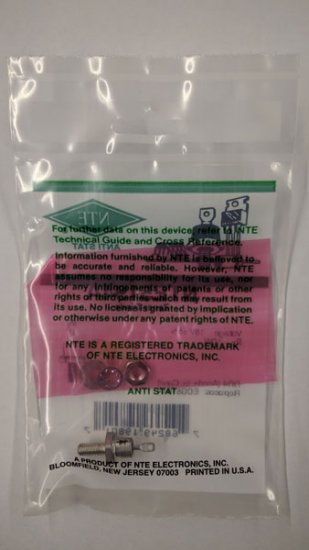 NTE
ANTI STAT
For further data on this device, refer to NTE
Technical Guide and Cross Reference.
Information furnished by NTE is believed to
be accurate and reliable. However, NTE
assumes no responsibility for its use, nor
for any infringements of patents or other
rights of third parties which may result from
its use. No license is granted by implication
or otherwise under any patent rights of NTE.
NTE IS A REGISTERED TRADEMARK
OF NTE ELECTRONICS, INC.
ANTI STAT
A PRODUCT OF NTE ELECTRONICS, INC.
BLOOMFIELD, NEW JERSEY 07003 PRINTED IN U.S.A.